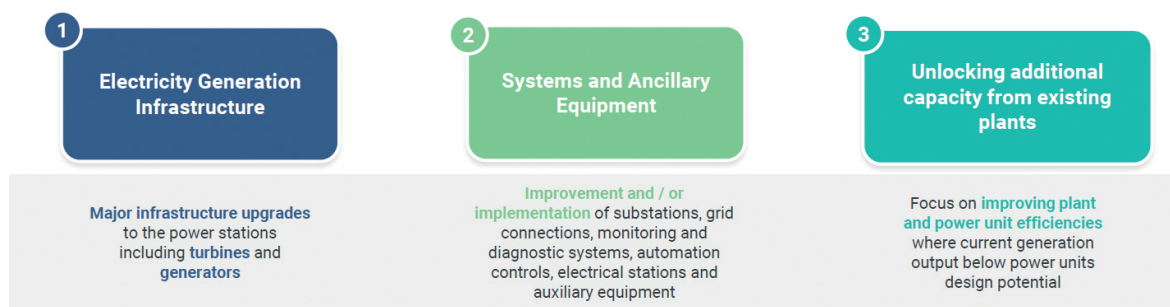 1
Electricity Generation
Infrastructure
Major infrastructure upgrades
to the power stations
including turbines and
generators
2
Systems and Ancillary
Equipment
Improvement and / or
implementation of substations, grid
connections, monitoring and
diagnostic systems, automation
controls, electrical stations and
auxiliary equipment
3
Unlocking additional
capacity from existing
plants
Focus on improving plant
and power unit efficiencies
where current generation
output below power units
design potential